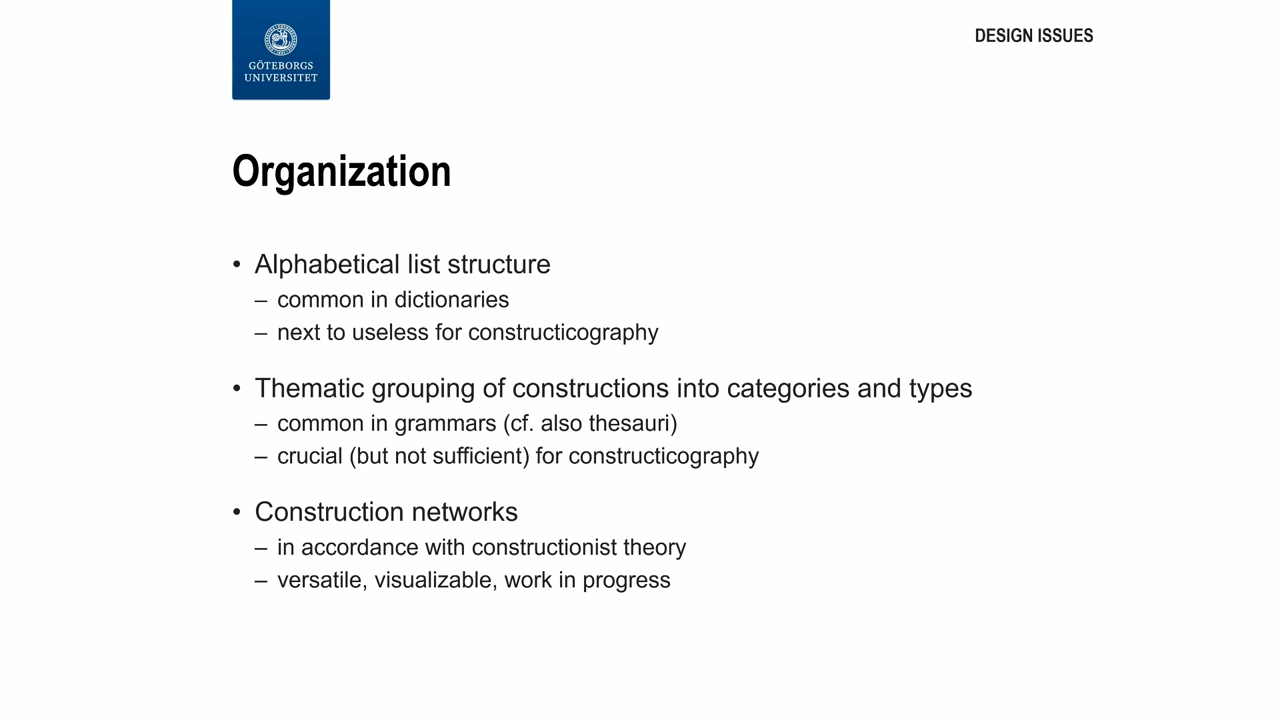 GÖTEBORGS
UNIVERSITET
DESIGN ISSUES
Organization
• Alphabetical list structure
– common in dictionaries
– next to useless for constructicography
• Thematic grouping of constructions into categories and types
– common in grammars (cf. also thesauri)
– crucial (but not sufficient) for constructicography
• Construction networks
– in accordance with constructionist theory
– versatile, visualizable, work in progress